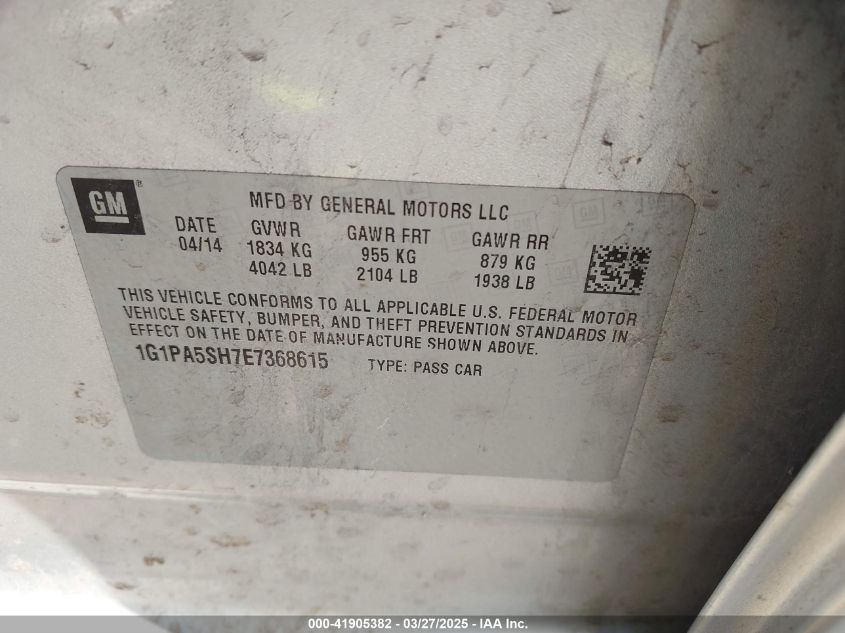 GM ®
MFD BY GENERAL MOTORS LLC
DATE GVWR GAWR FRT GAWR RR
04/14 1834 KG 955 KG 879 KG
4042 LB 2104 LB 1938 LB
THIS VEHICLE CONFORMS TO ALL APPLICABLE U.S. FEDERAL MOTOR
VEHICLE SAFETY, BUMPER, AND THEFT PREVENTION STANDARDS IN
EFFECT ON THE DATE OF MANUFACTURE SHOWN ABOVE.
1G1PA5SH7E7368615 TYPE: PASS CAR
000-41905382 - 03/27/2025 - IAA Inc.